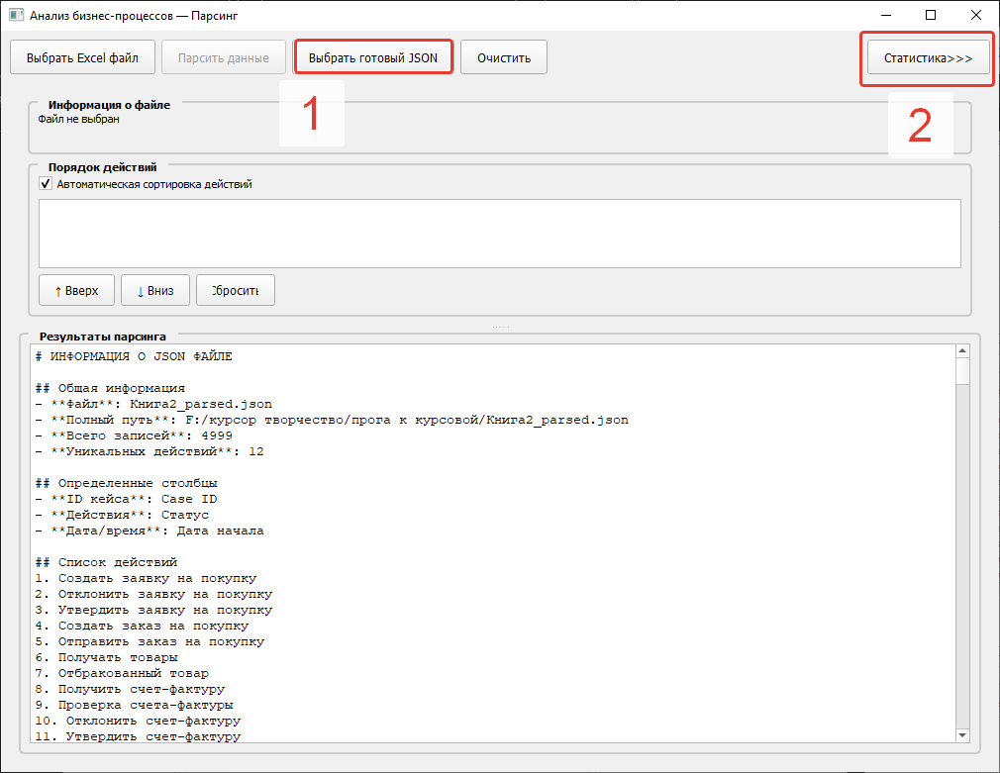 Анализ бизнес-процессов — Парсинг
Выбрать Excel файл
Парсить данные
Выбрать готовый JSON
Очистить
Статистика>>>
1
2
Информация о файле
Файл не выбран
Порядок действий
Автоматическая сортировка действий
↑ Вверх
↓ Вниз
Сбросить
Результаты парсинга
# ИНФОРМАЦИЯ О JSON ФАЙЛЕ
## Общая информация
- **Файл**: Книга2_parsed.json
- **Полный путь**: F:/курсор творчество/прога к курсовой/Книга2_parsed.json
- **Всего записей**: 4999
- **Уникальных действий**: 12
## Определенные столбцы
- **ID кейса**: Case ID
- **Действия**: Статус
- **Дата/время**: Дата начала
## Список действий
1. Создать заявку на покупку
2. Отклонить заявку на покупку
3. Утвердить заявку на покупку
4. Создать заказ на покупку
5. Отправить заказ на покупку
6. Получать товары
7. Отбракованный товар
8. Получить счет-фактуру
9. Проверка счета-фактуры
10. Отклонить счет-фактуру
11. Утвердить счет-фактуру